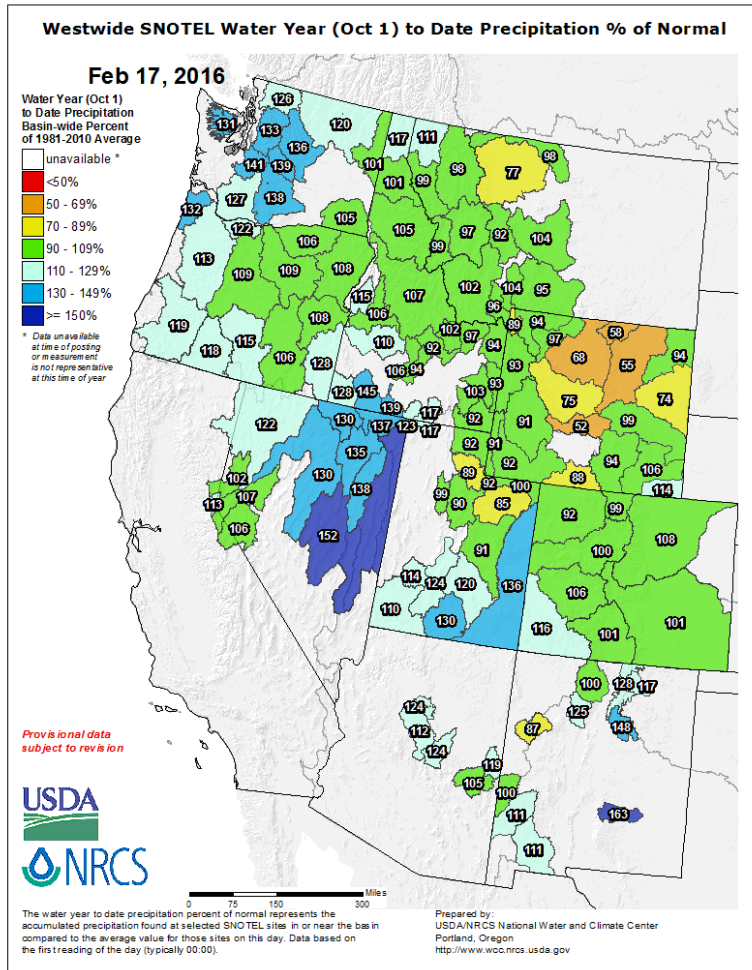 Westwide SNOTEL Water Year (Oct 1) to Date Precipitation % of Normal
Feb 17, 2016
Water Year (Oct 1)
to Date Precipitation
Basin-wide Percent
of 1981-2010 Average
unavailable *
<50%
50 - 69%
70 - 89%
90 - 109%
110 - 129%
130 - 149%
>= 150%
* Data unavailable
at time of posting
or measurement
is not representative
at this time of year
126
131 133 120 117 111
136 98 98
141 139 101 101 99 77
127 138
132 122 105 105 97 92 104
106 99
113 109 109 108 107 102 104 95
115 96
119 118 115 108 106 102 97 89 94 58
106 128 110 92 94 97 68 55 94
106 94 93 75 74
128 145 139 117 103 93 91 52 99
122 130 137 123 117 92
135 92 91 92 94 106
130 138 89 92 88 114
102 99 90 100
113 107 85 92 99
106 152 91 100 108
114 124 120 136 106
110 130 116 101 101
100 128 117
124 125
112 87 148
124 119
105 100
111 163
111
Provisional data
subject to revision
USDA
NRCS
Miles
0 75 150 225 300
The water year to date precipitation percent of normal represents the
accumulated precipitation found at selected SNOTEL sites in or near the basin
compared to the average value for those sites on this day. Data based on
the first reading of the day (typically 00:00).
Prepared by:
USDA/NRCS National Water and Climate Center
Portland, Oregon
http://www.wcc.nrcs.usda.gov